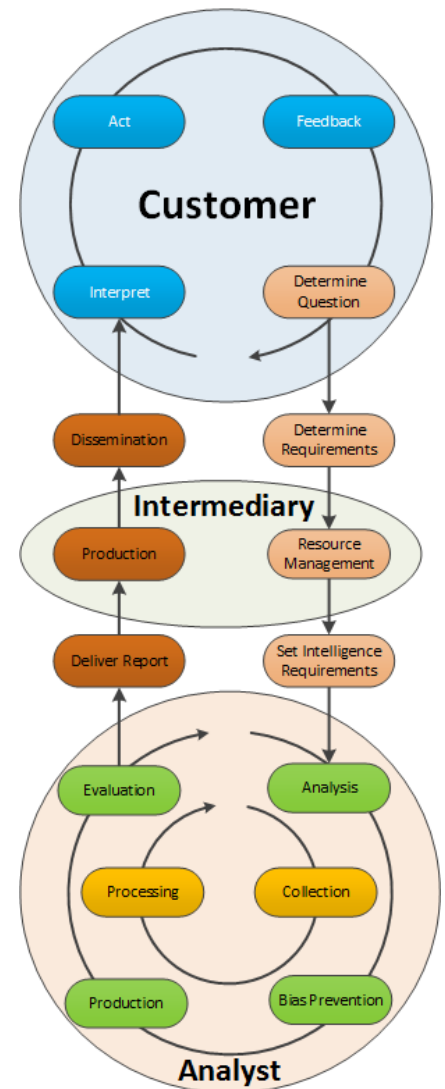 Act
Feedback
Customer
Interpret
Determine
Question
Dissemination
Determine
Requirements
Intermediary
Production
Resource
Management
Deliver Report
Set Intelligence
Requirements
Evaluation
Analysis
Processing
Collection
Production
Bias Prevention
Analyst